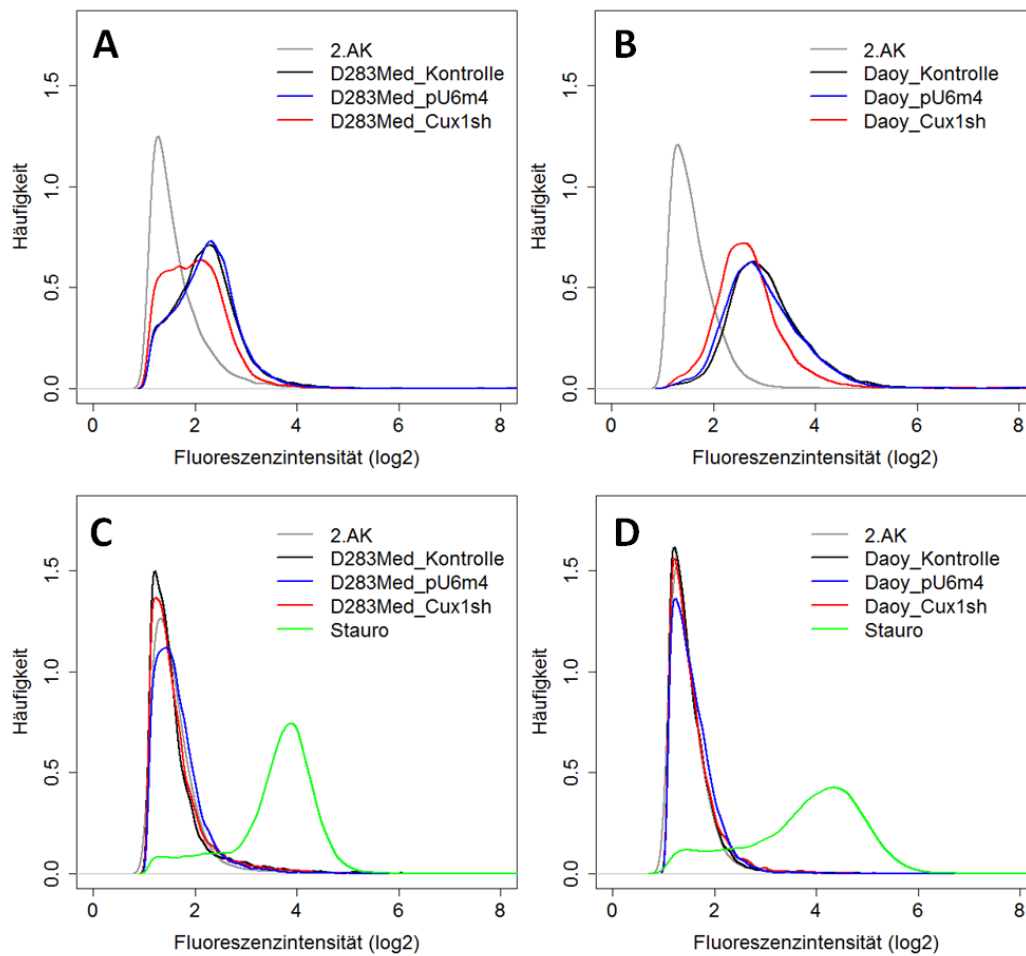 A
2.AK
D283Med_Kontrolle
D283Med_pU6m4
D283Med_Cux1sh
Häufigkeit
0.0
0.5
1.0
1.5
0 2 4 6 8
Fluoreszenzintensität (log2)
B
2.AK
Daoy_Kontrolle
Daoy_pU6m4
Daoy_Cux1sh
Häufigkeit
0.0
0.5
1.0
1.5
0 2 4 6 8
Fluoreszenzintensität (log2)
C
2.AK
D283Med_Kontrolle
D283Med_pU6m4
D283Med_Cux1sh
Stauro
Häufigkeit
0.0
0.5
1.0
1.5
0 2 4 6 8
Fluoreszenzintensität (log2)
D
2.AK
Daoy_Kontrolle
Daoy_pU6m4
Daoy_Cux1sh
Stauro
Häufigkeit
0.0
0.5
1.0
1.5
0 2 4 6 8
Fluoreszenzintensität (log2)